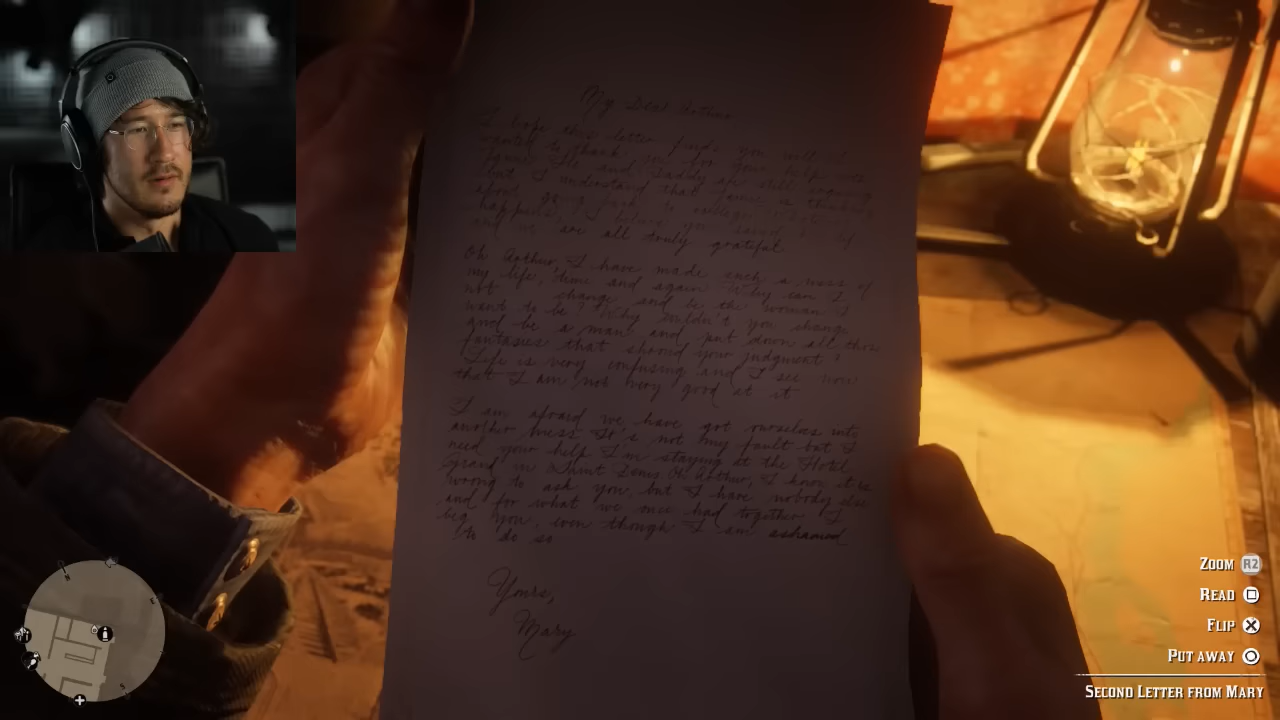 My Dear Arthur,
I hope this letter finds you well. I
wanted to thank you for your help with
Jamie. He and Daddy are still arguing
but I understand that Jamie is thinking
about going back to college
happens, I believe you saved his life
and we are all truly grateful
Oh Arthur, I have made such a mess of
my life, time and again. Why can I
not change and be the woman I
want to be? Why couldn't you change
and be a man and put down all those
fantasies that skewed your judgment?
Life is very confusing and I see now
that I am not very good at it
I am afraid we have got ourselves into
another mess. It's not my fault but I
need your help. I'm staying at the Hotel
Grand in Saint Denis. Oh Arthur, I know it is
wrong to ask you, but I have nobody else
and for what we once had together I
beg you, even though I am ashamed
to do so
Yours,
Mary
ZOOM R2
READ
FLIP
PUT AWAY
SECOND LETTER FROM MARY